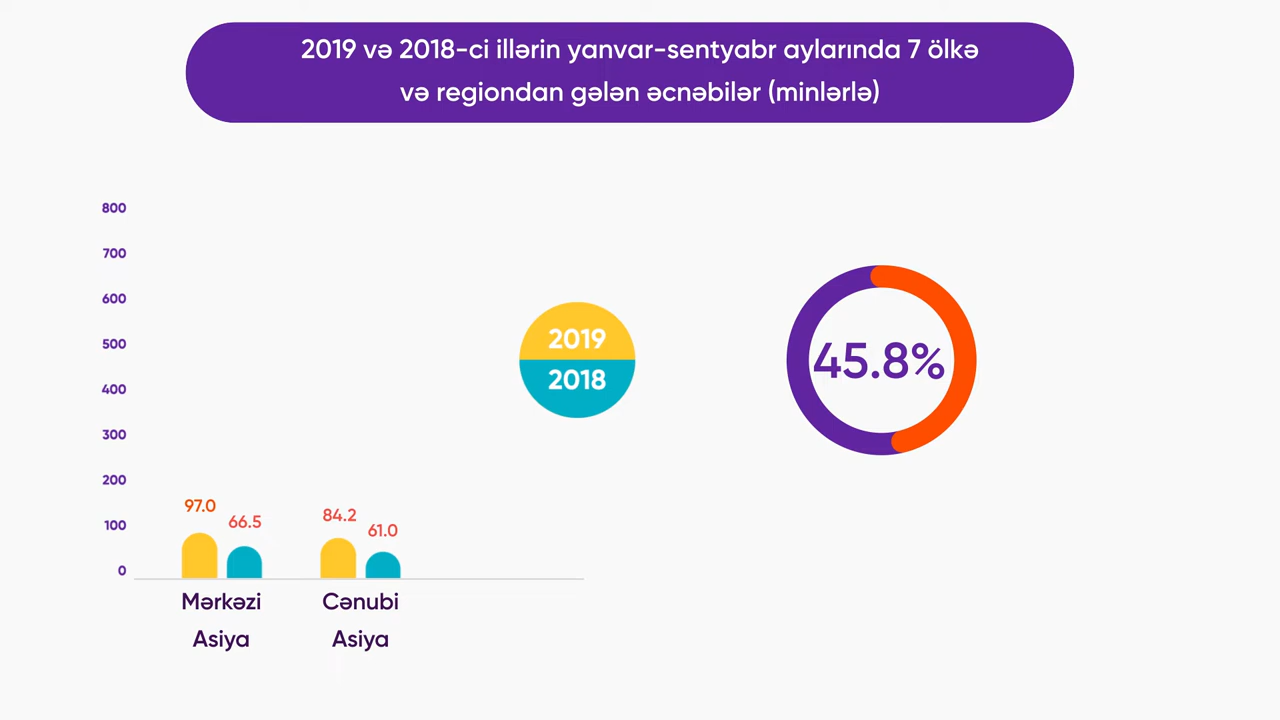 2019 və 2018-ci illərin yanvar-sentyabr aylarında 7 ölkə
və regiondan gələn əcnəbilər (minlərlə)
800
700
600
500
400
300
200
100
0
97.0
66.5
84.2
61.0
Mərkəzi
Asiya
Cənubi
Asiya
2019
2018
45.8%